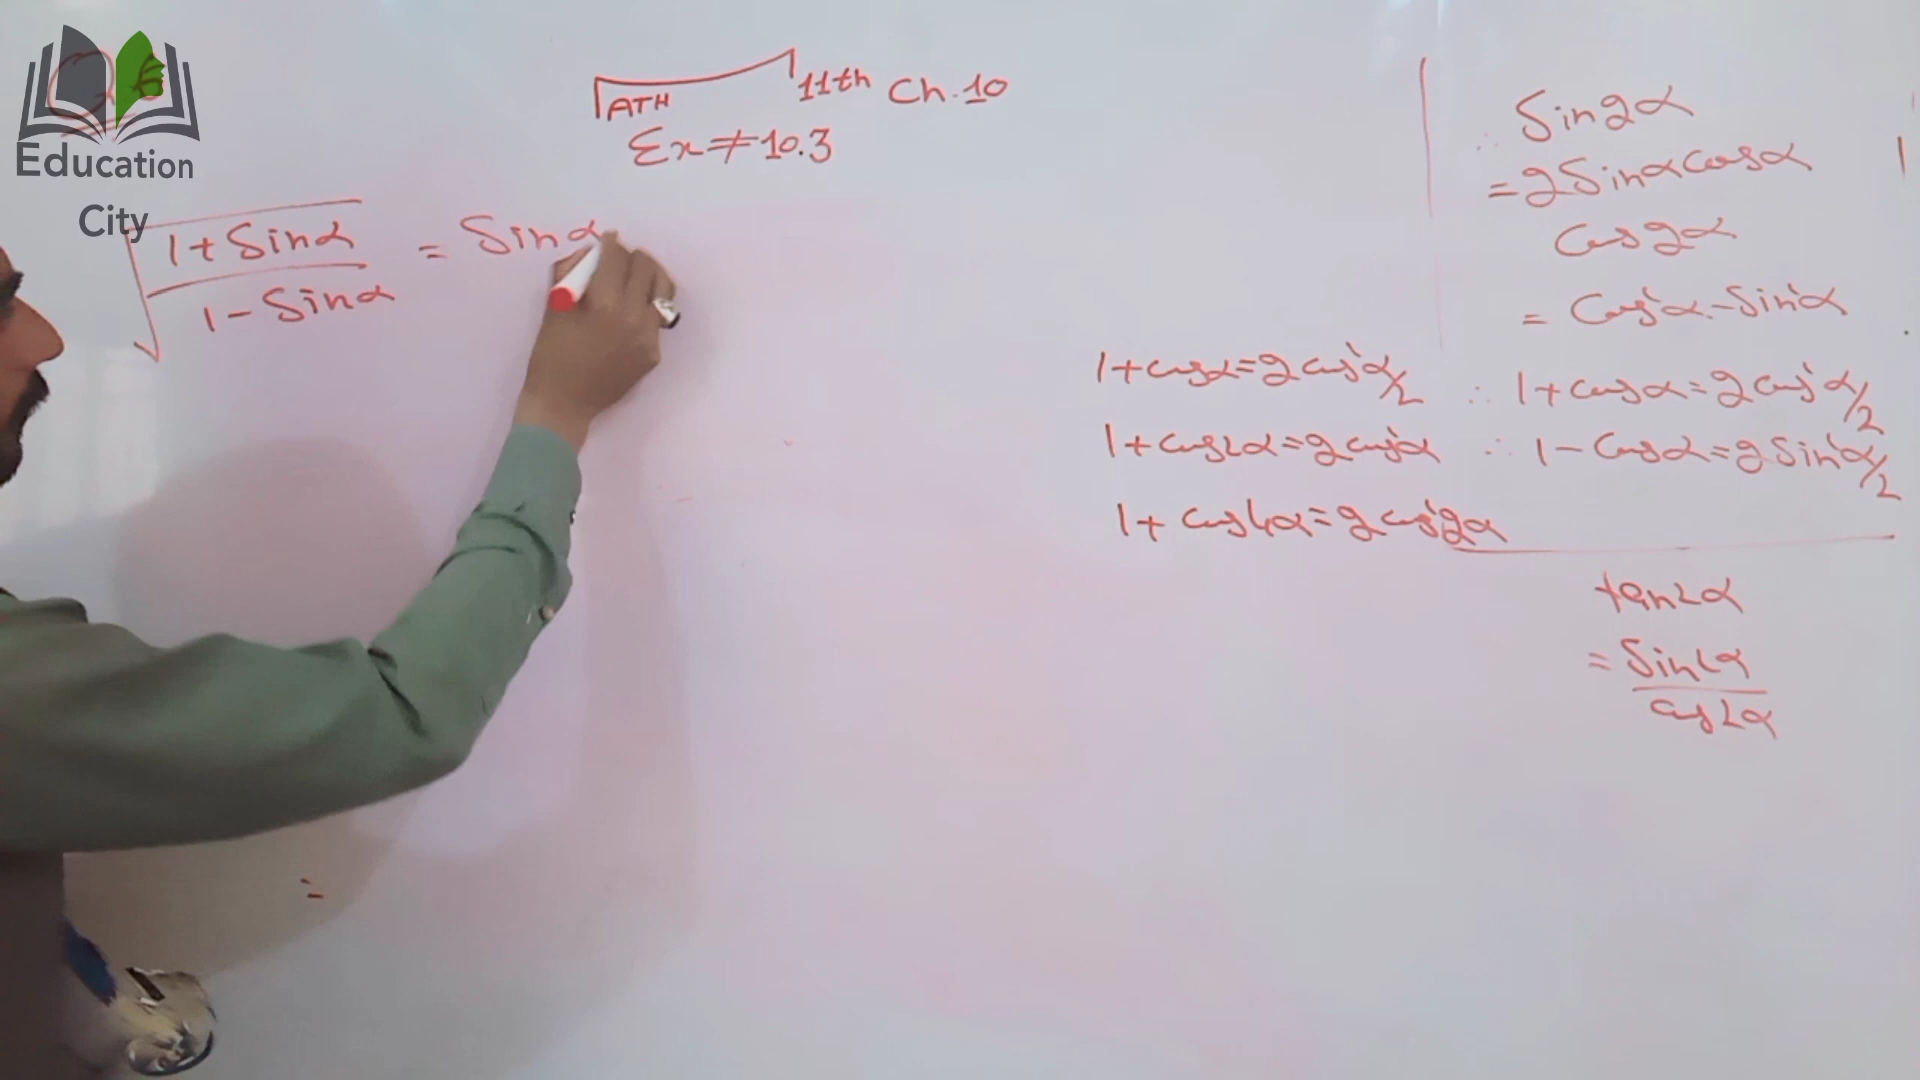 Education
City
MATH 11th Ch.10
Ex≠10.3
√(1+Sinα / 1-Sinα) = Sinα
1+cosα=2cos²α/2
1+cos2α=2cos²α
1+cos4α=2cos²2α
∴ Sin2α
=2Sinαcosα
Cos2α
= Cos²α-Sin²α
∴ 1+cosα=2cos²α/2
∴ 1-Cosα=2Sin²α/2
tan2α
= Sin2α
cos2α
=